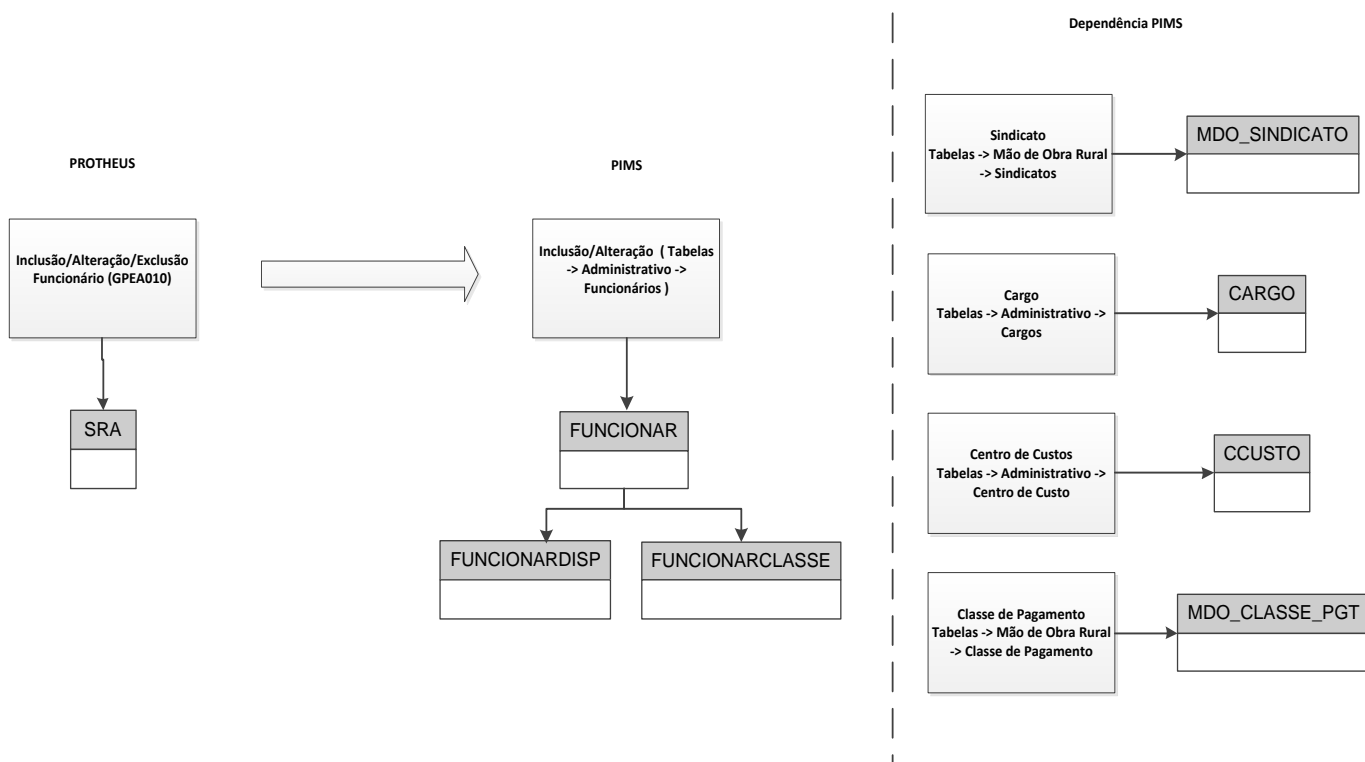 PROTHEUS
Inclusão/Alteração/Exclusão
Funcionário (GPEA010)
SRA
PIMS
Inclusão/Alteração ( Tabelas
-> Administrativo ->
Funcionários )
FUNCIONAR
FUNCIONARDISP
FUNCIONARCLASSE
Dependência PIMS
Sindicato
Tabelas -> Mão de Obra Rural
-> Sindicatos
MDO_SINDICATO
Cargo
Tabelas -> Administrativo ->
Cargos
CARGO
Centro de Custos
Tabelas -> Administrativo ->
Centro de Custo
CCUSTO
Classe de Pagamento
Tabelas -> Mão de Obra Rural
-> Classe de Pagamento
MDO_CLASSE_PGT